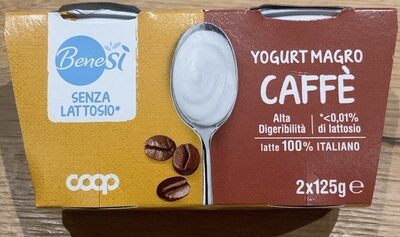 Benesì
SENZA
LATTOSIO*
coop
YOGURT MAGRO
CAFFÈ
Alta
Digeribilità
*<0,01%
di lattosio
latte 100% ITALIANO
2x125g e